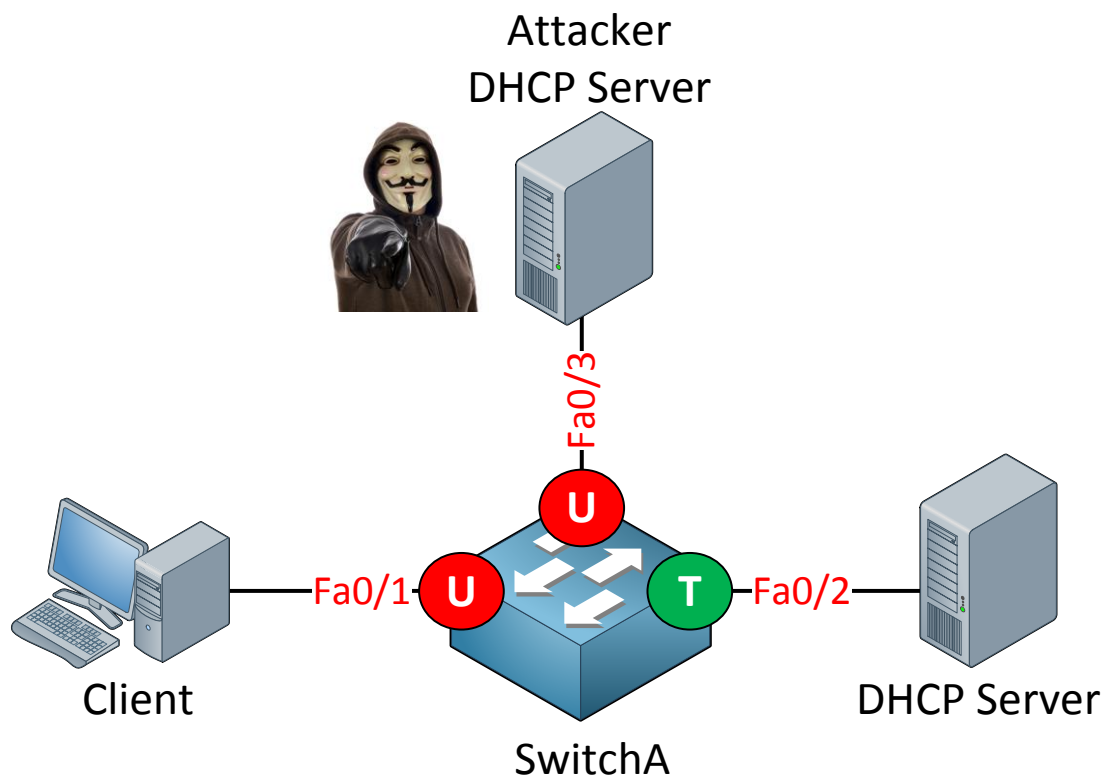 Attacker
DHCP Server
Fa0/3
U
Fa0/1
U
T
Fa0/2
Client
DHCP Server
SwitchA